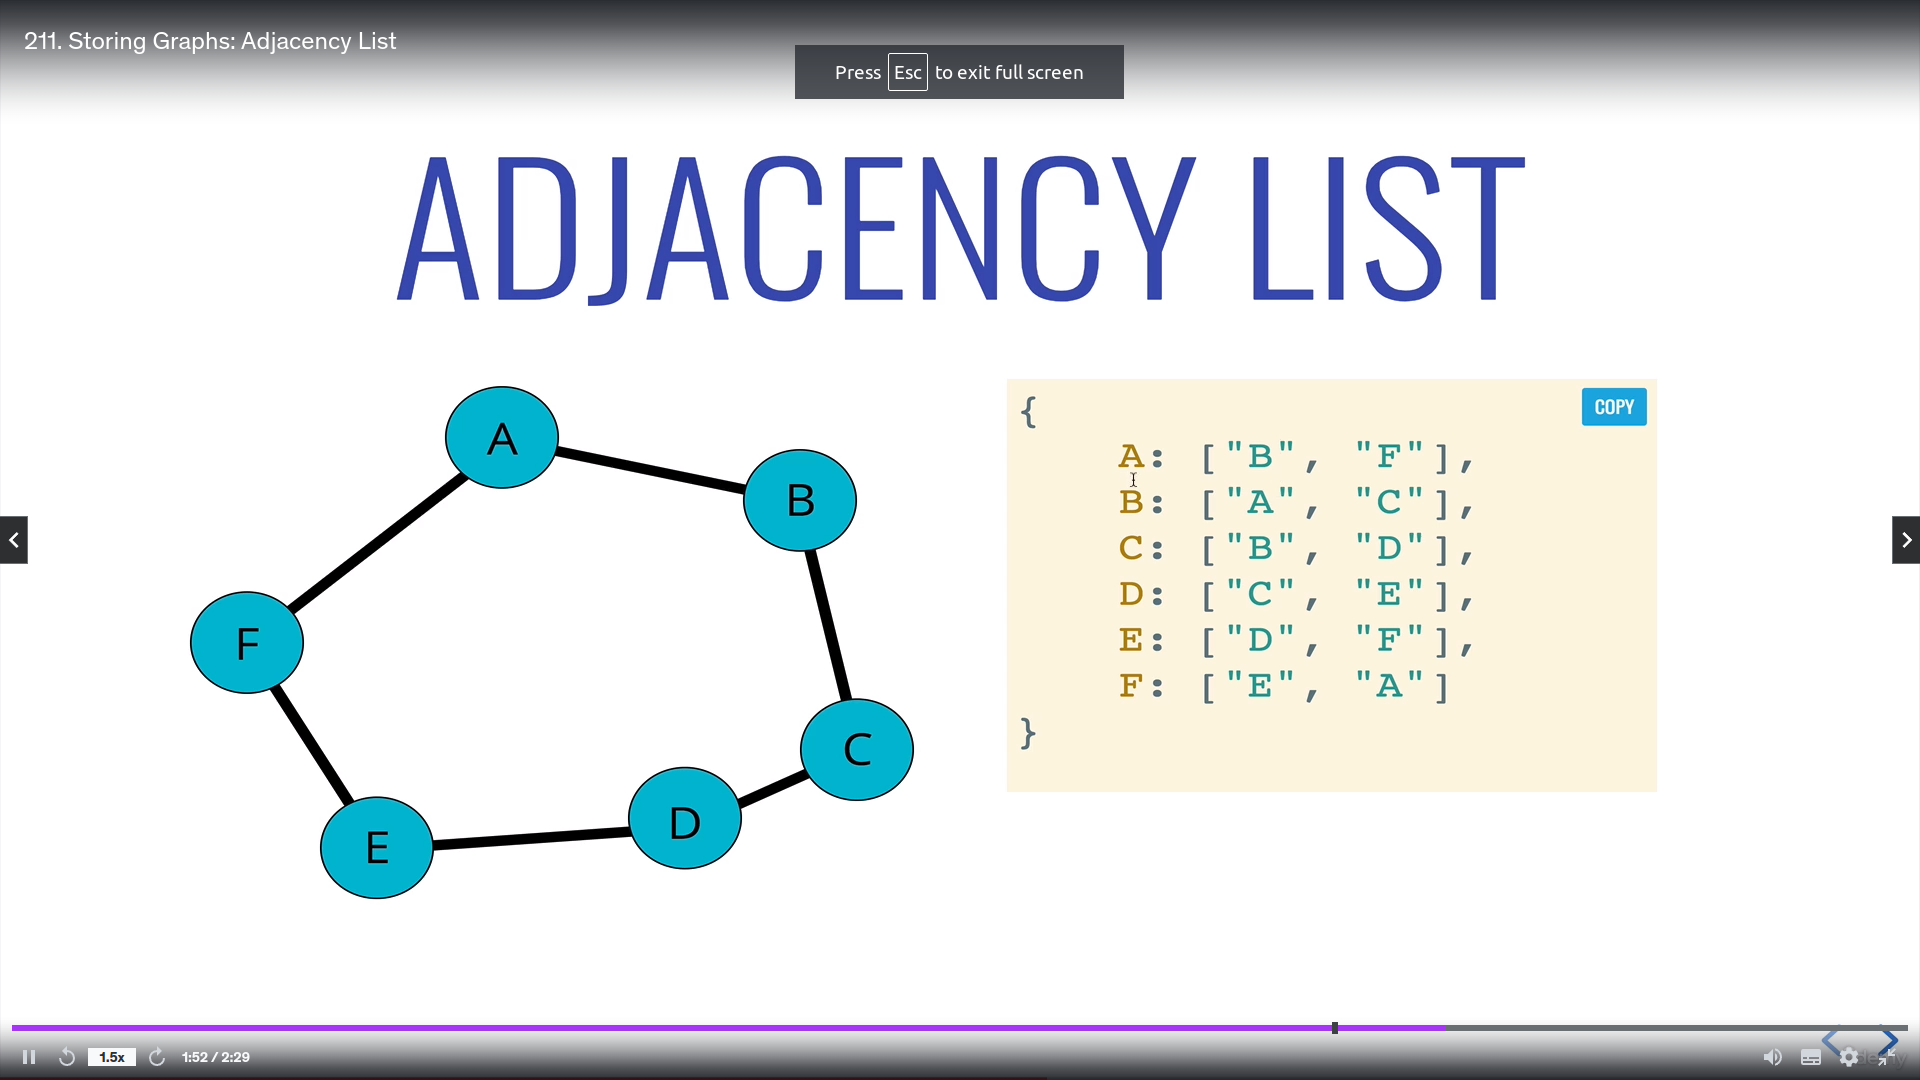 211. Storing Graphs: Adjacency List
Press Esc to exit full screen
ADJACENCY LIST
A
B
F
C
D
E
COPY
{
A: ["B", "F"],
B: ["A", "C"],
C: ["B", "D"],
D: ["C", "E"],
E: ["D", "F"],
F: ["E", "A"]
}
1.5x
1:52 / 2:29